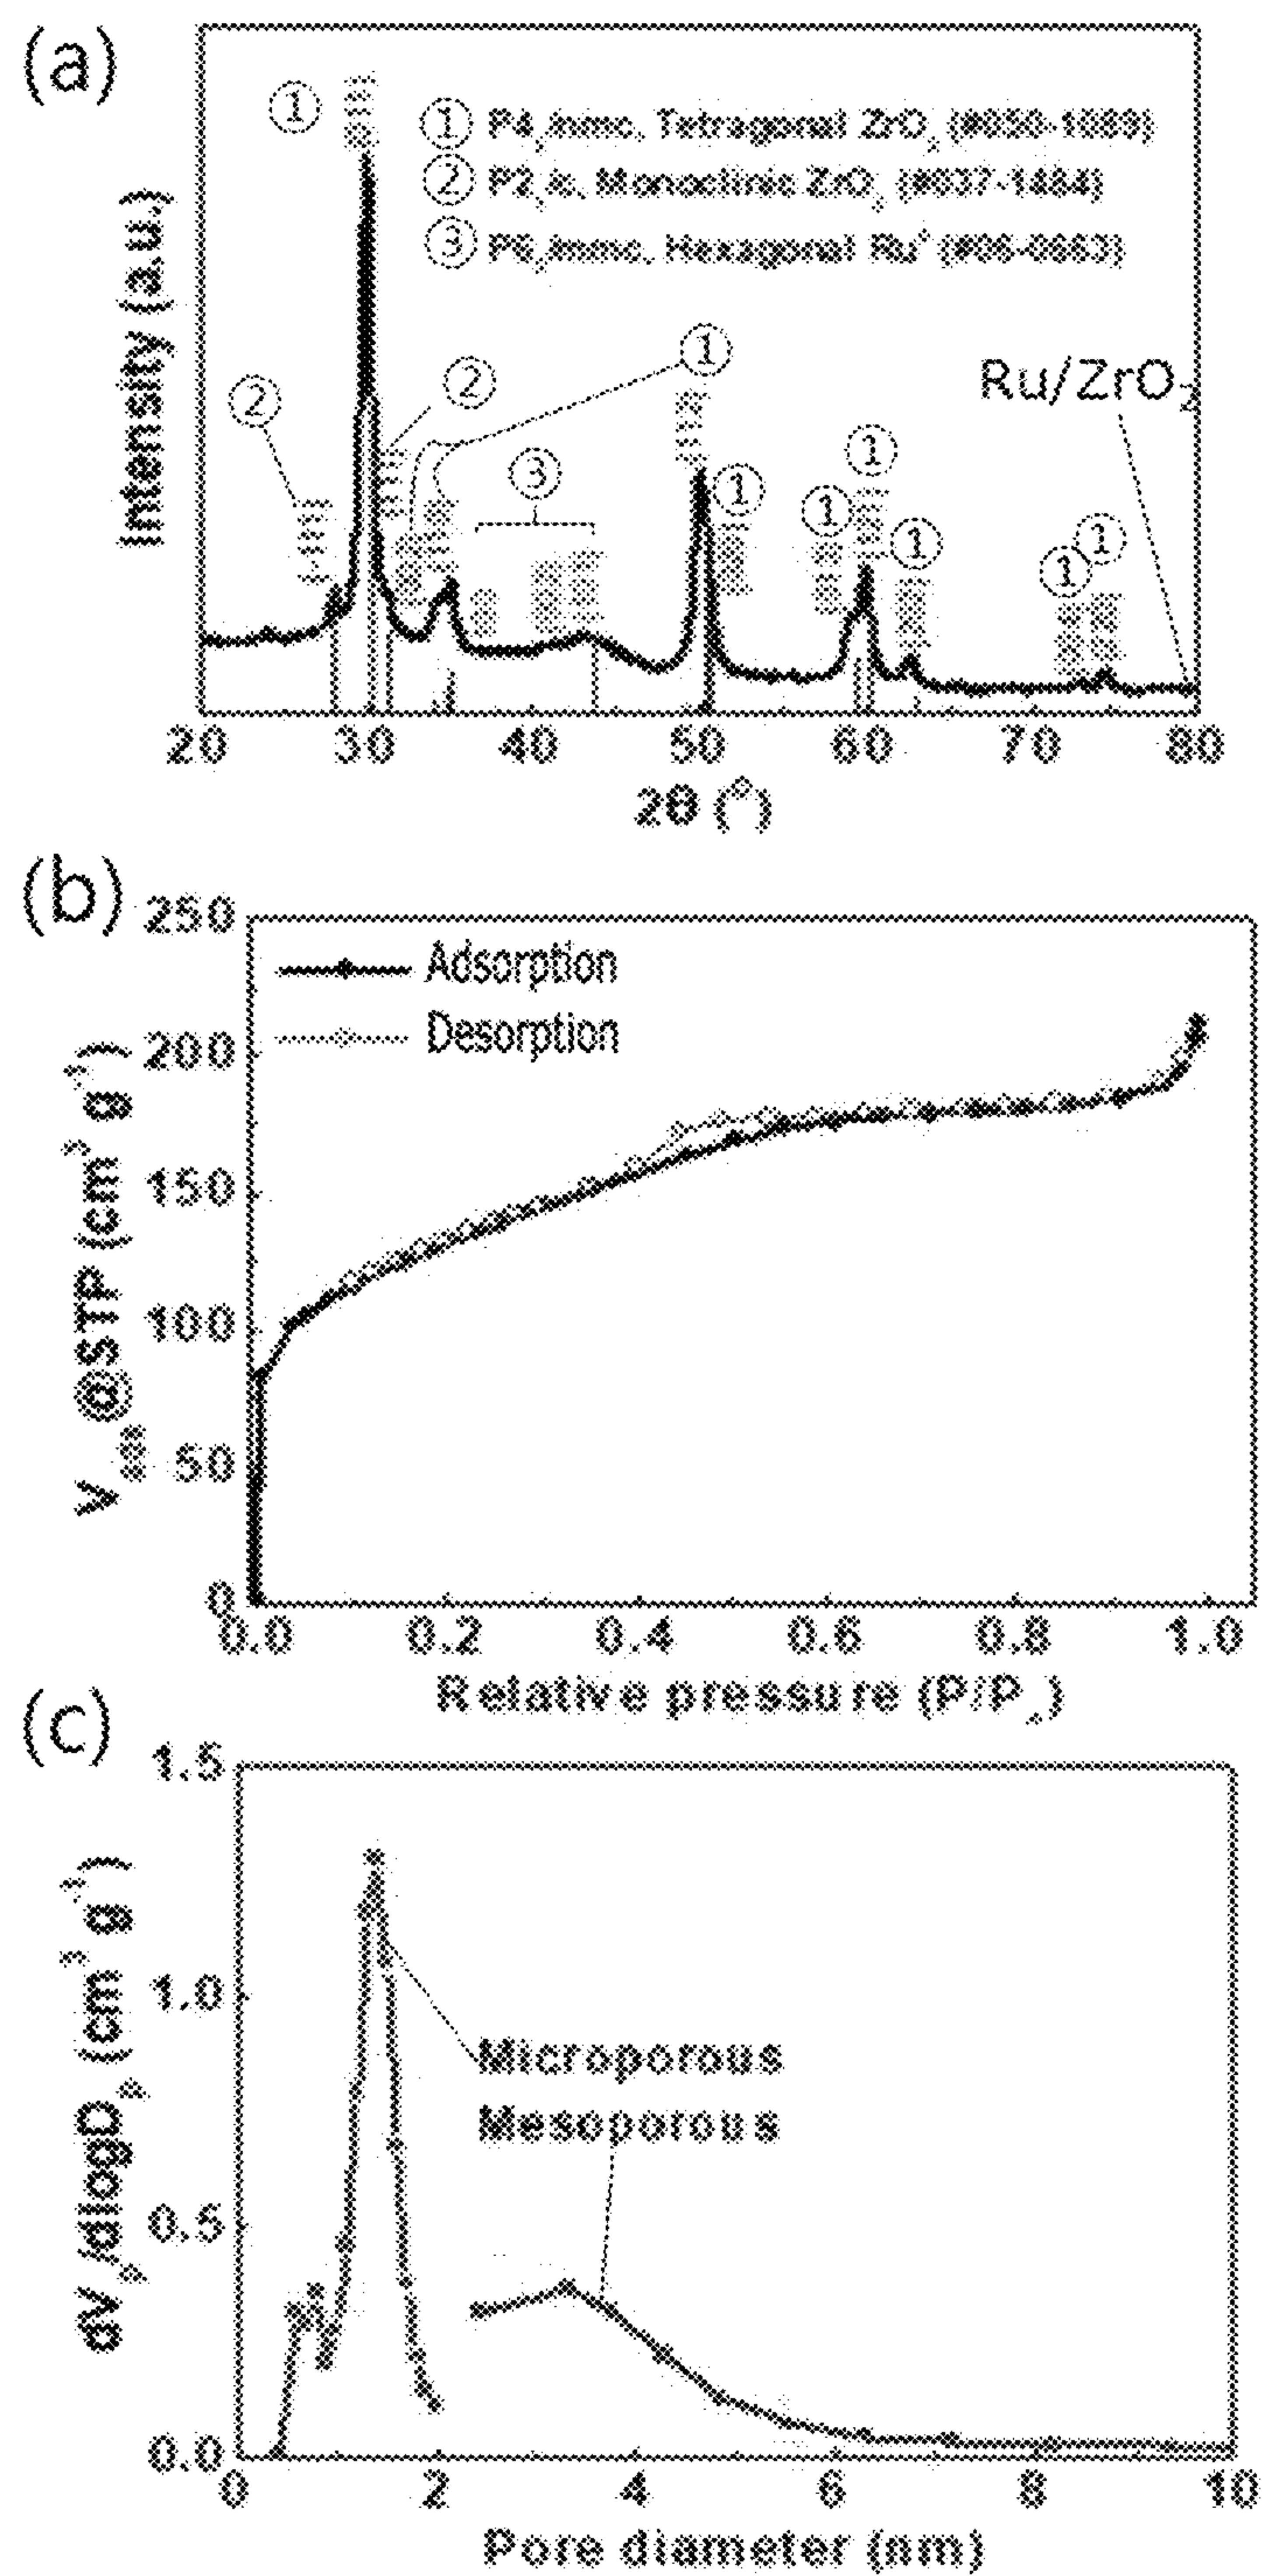 (a)
①
① P4₂/nmc. Tetragonal ZrO₂ (#050-1089)
② P2₁/c. Monoclinic ZrO₂ (#037-1484)
③ P6₃/mmc. Hexagonal Ru⁰ (#06-0663)
Intensity (a.u.)
②
②
①
③
①
①
①
①
①
①
Ru/ZrO₂
20 30 40 50 60 70 80
2θ (°)
(b)
250
200
150
100
50
0
Adsorption
Desorption
@STP (cm³ g⁻¹)
0.0 0.2 0.4 0.6 0.8 1.0
Relative pressure
(c)
1.5
1.0
0.5
0.0
dVₚ/dlogDₚ (cm³ g⁻¹)
Microporous
Mesoporous
0 2 4 6 8 10
Pore diameter (nm)